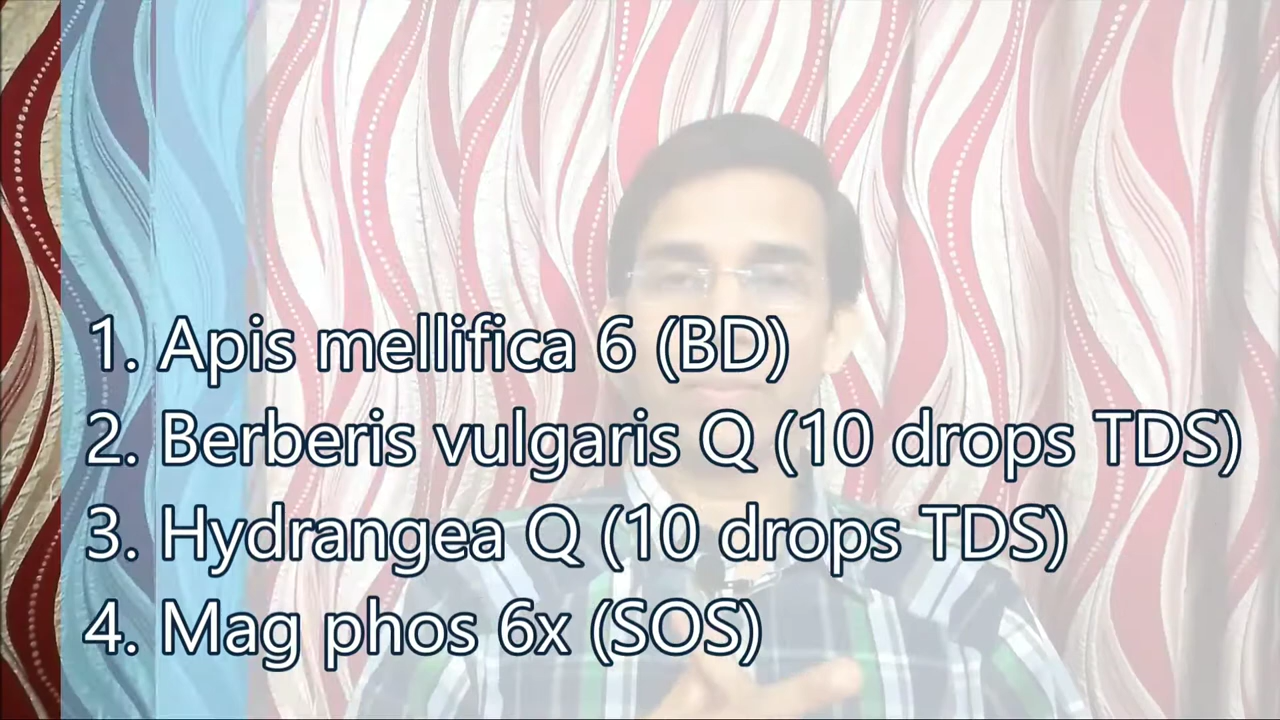 1. Apis mellifica 6 (BD)
2. Berberis vulgaris Q (10 drops TDS)
3. Hydrangea Q (10 drops TDS)
4. Mag phos 6x (SOS)